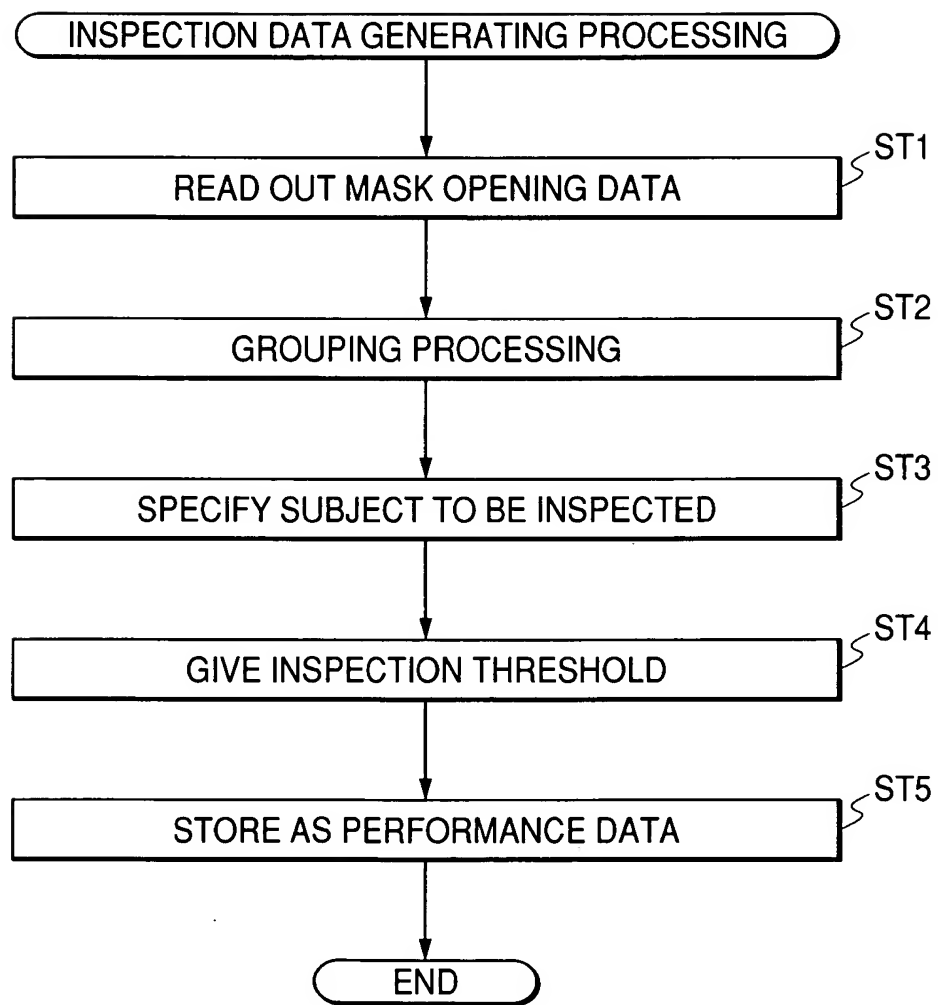 INSPECTION DATA GENERATING PROCESSING
ST1
READ OUT MASK OPENING DATA
ST2
GROUPING PROCESSING
ST3
SPECIFY SUBJECT TO BE INSPECTED
ST4
GIVE INSPECTION THRESHOLD
ST5
STORE AS PERFORMANCE DATA
END